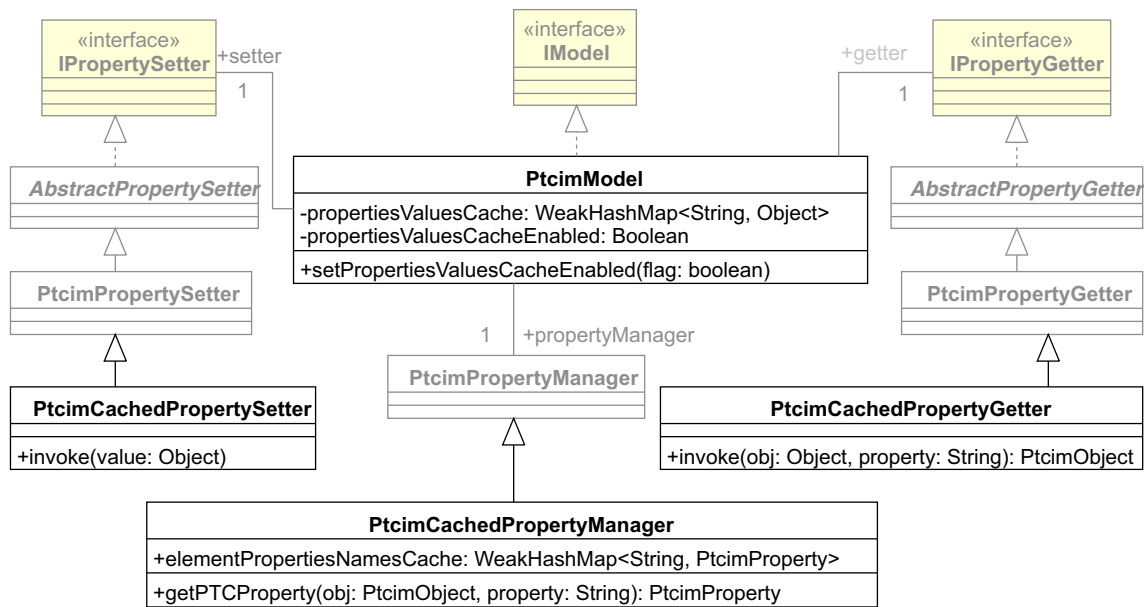 «interface»
IPropertySetter
+setter
1
«interface»
IModel
+getter
1
«interface»
IPropertyGetter
AbstractPropertySetter
PtcimModel
-propertiesValuesCache: WeakHashMap<String, Object>
-propertiesValuesCacheEnabled: Boolean
+setPropertiesValuesCacheEnabled(flag: boolean)
AbstractPropertyGetter
PtcimPropertySetter
PtcimPropertyGetter
1
+propertyManager
PtcimPropertyManager
PtcimCachedPropertySetter
+invoke(value: Object)
PtcimCachedPropertyGetter
+invoke(obj: Object, property: String): PtcimObject
PtcimCachedPropertyManager
+elementPropertiesNamesCache: WeakHashMap<String, PtcimProperty>
+getPTCProperty(obj: PtcimObject, property: String): PtcimProperty